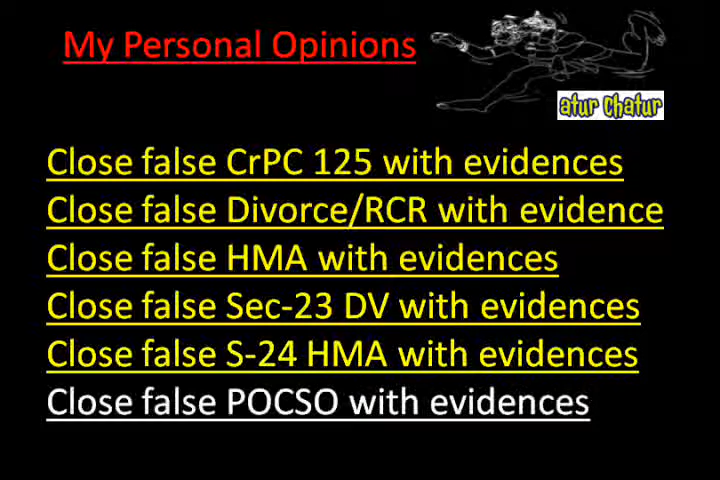 My Personal Opinions
atur chatur
Close false CrPC 125 with evidences
Close false Divorce/RCR with evidence
Close false HMA with evidences
Close false Sec-23 DV with evidences
Close false S-24 HMA with evidences
Close false POCSO with evidences